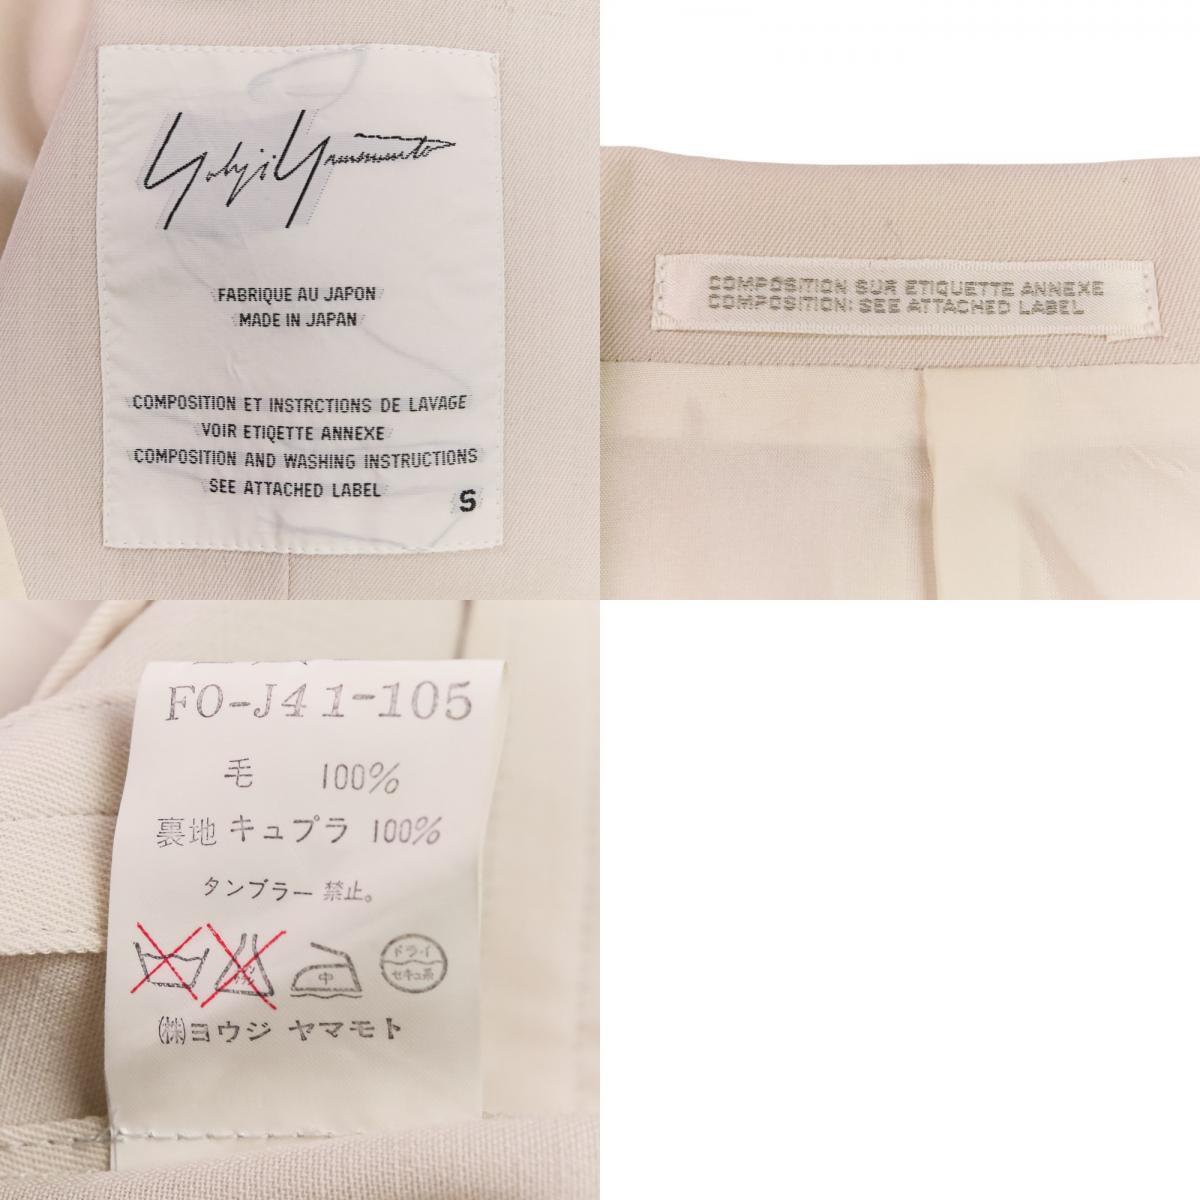 Yohji Yamamoto
FABRIQUE AU JAPON
MADE IN JAPAN
COMPOSITION ET INSTRCTIONS DE LAVAGE
VOIR ETIQETTE ANNEXE
COMPOSITION AND WASHING INSTRUCTIONS
SEE ATTACHED LABEL
S
COMPOSITION SUR ETIQUETTE ANNEXE
COMPOSITION: SEE ATTACHED LABEL
FO-J41-105
毛 100%
裏地 キュプラ 100%
タンブラー 禁止。
中
ドライ
セキユ系
㈱ヨウジ ヤマモト